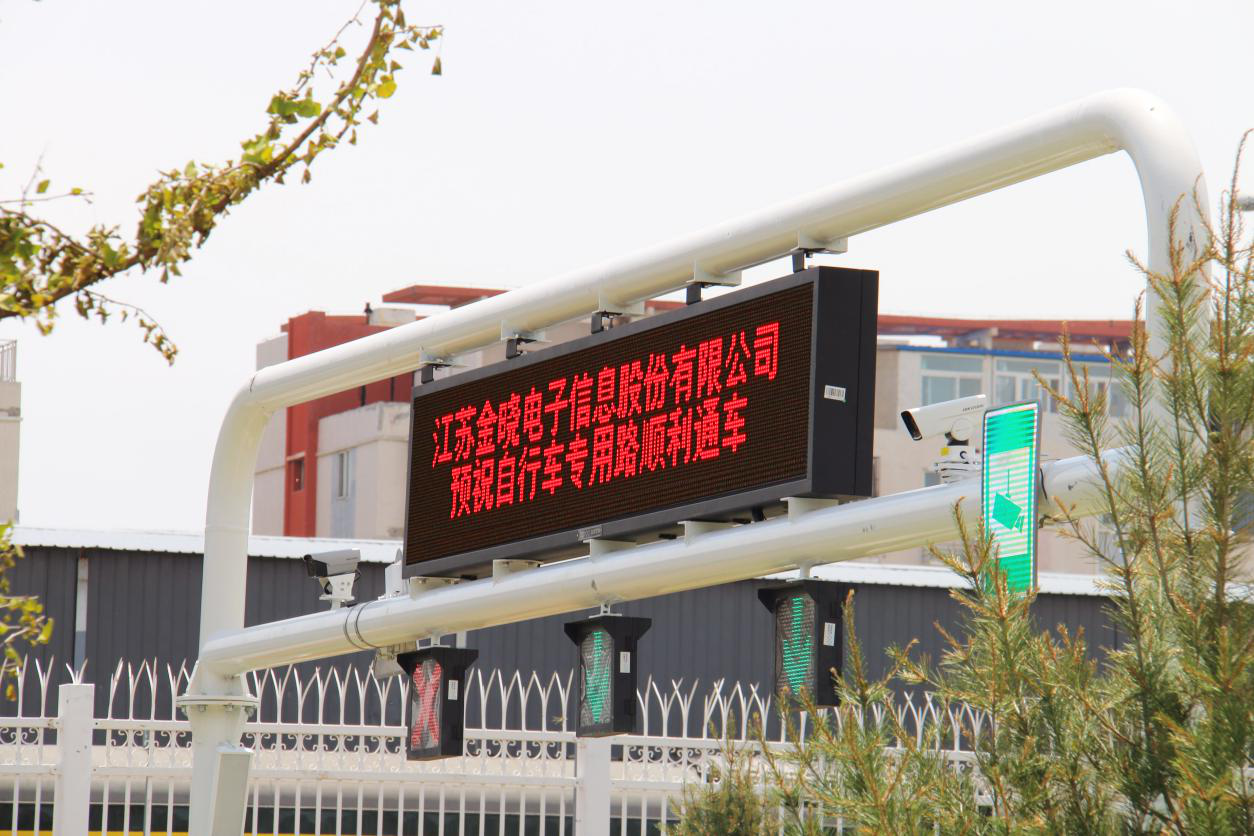 江苏金晓电子信息股份有限公司
预祝自行车专用路顺利通车